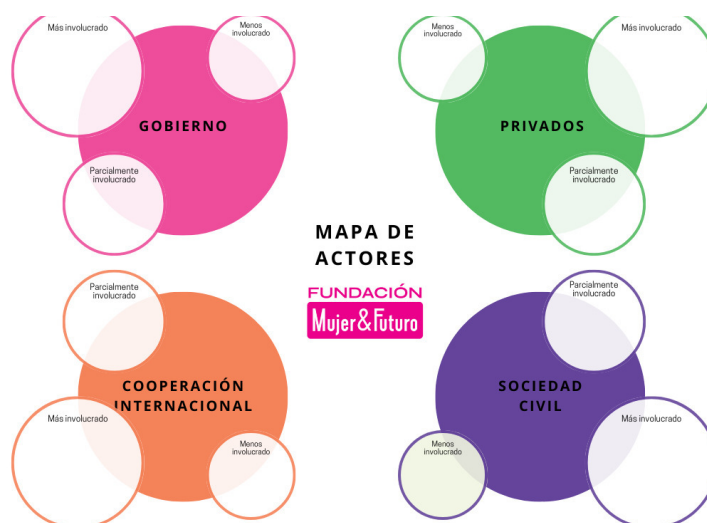 Más involucrado
Menos
involucrado
GOBIERNO
Parcialmente
involucrado
Menos
involucrado
Más involucrado
PRIVADOS
Parcialmente
involucrado
MAPA DE
ACTORES
FUNDACIÓN
Mujer&Futuro
Parcialmente
involucrado
COOPERACIÓN
INTERNACIONAL
Más involucrado
Menos
involucrado
Parcialmente
involucrado
SOCIEDAD
CIVIL
Menos
involucrado
Más involucrado